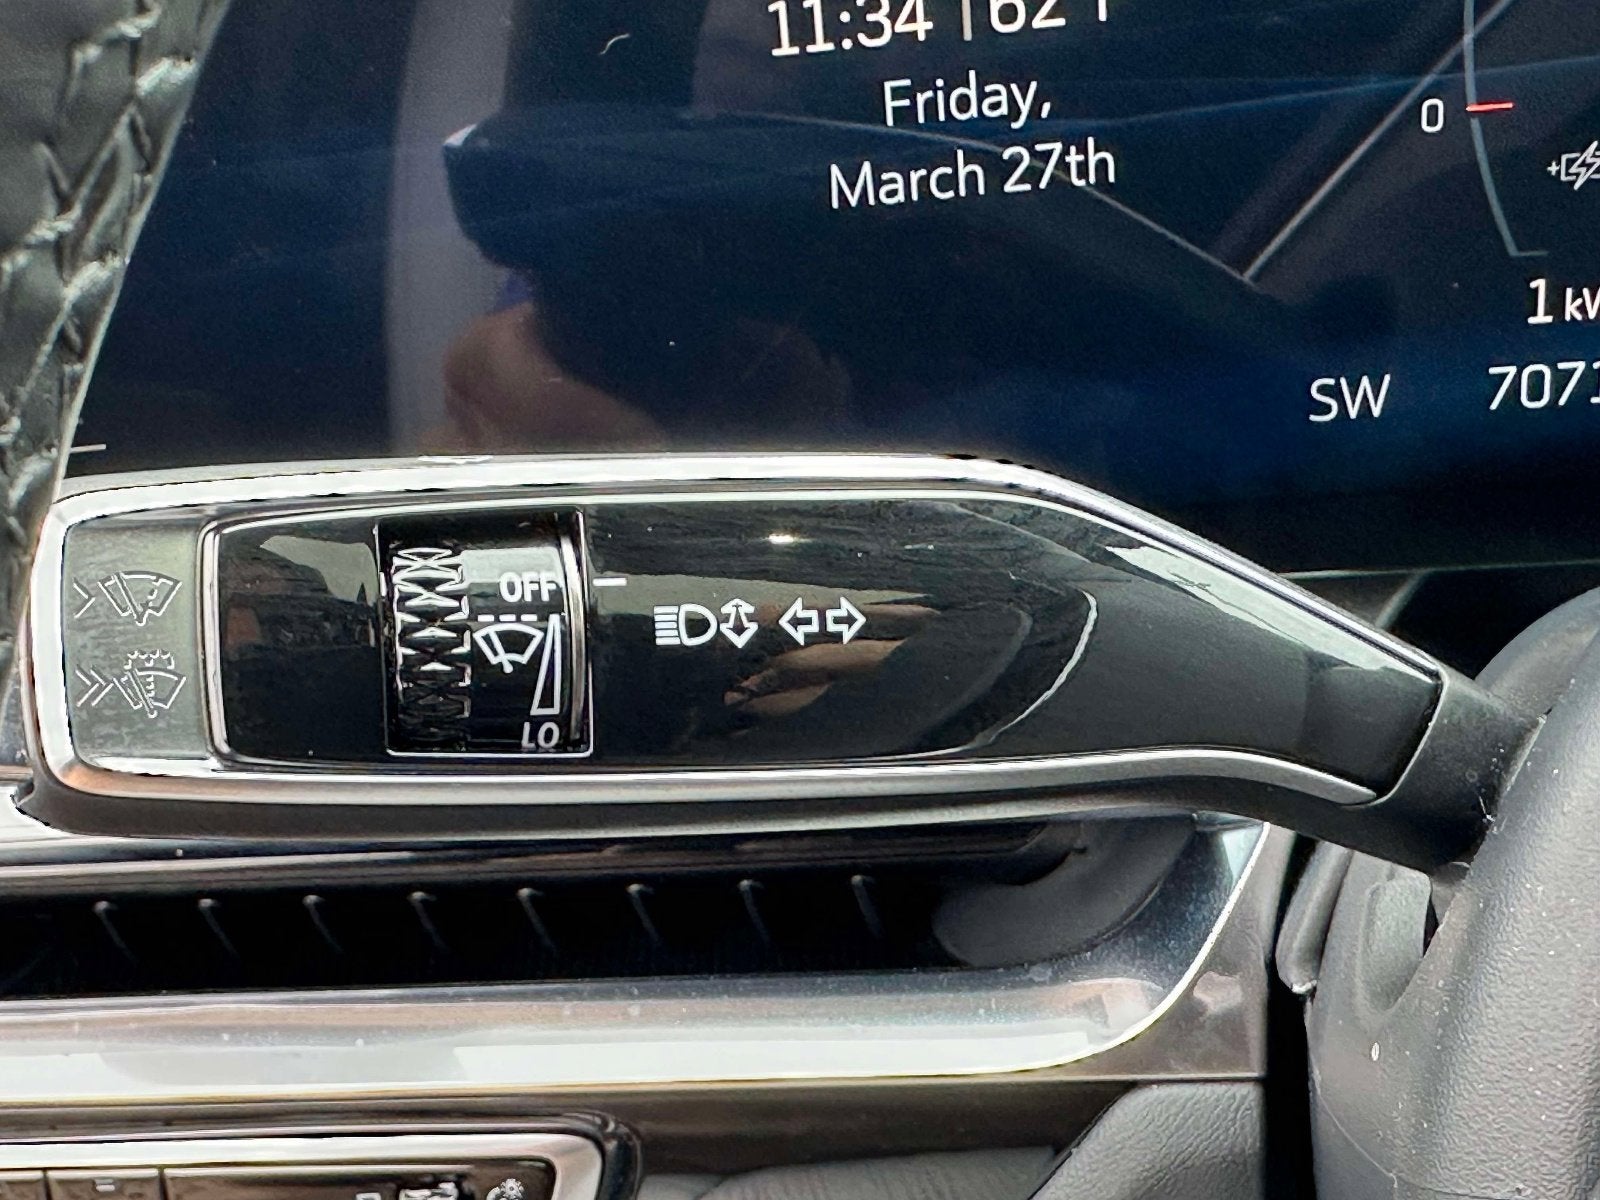 11:34 | 62°F
Friday,
March 27th
0
1 kW
SW 7071
OFF
LO